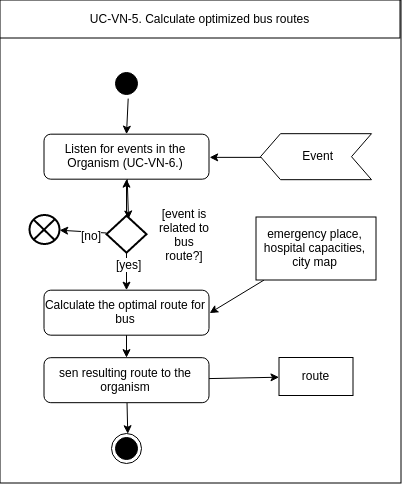 UC-VN-5. Calculate optimized bus routes
Listen for events in the
Organism (UC-VN-6.)
Event
[event is
related to
bus
route?]
[no]
[yes]
emergency place,
hospital capacities,
city map
Calculate the optimal route for
bus
sen resulting route to the
organism
route